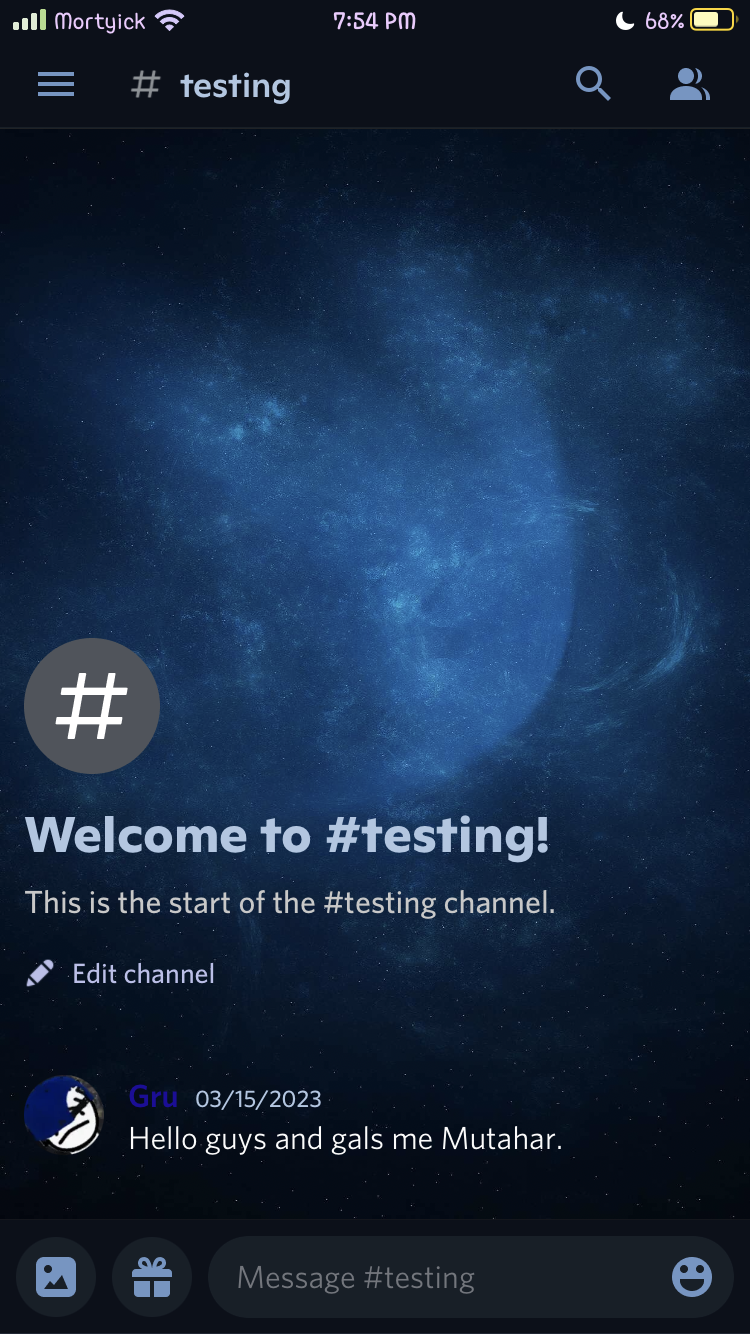 Mortyick 7:54 PM 68%
# testing
#
Welcome to #testing!
This is the start of the #testing channel.
Edit channel
Gru 03/15/2023
Hello guys and gals me Mutahar.
Message #testing